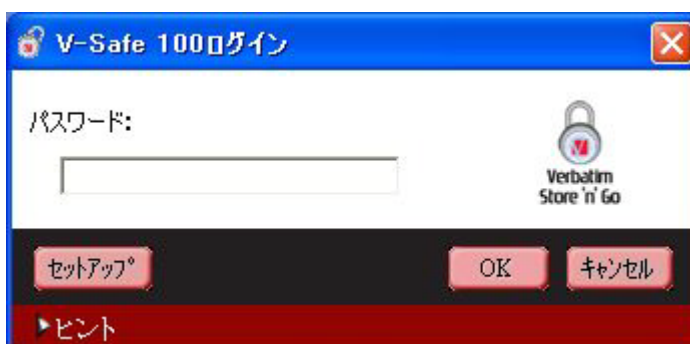 V-Safe 100ログイン
パスワード:
Verbatim
Store 'n' Go
セットアップ
OK
キャンセル
ヒント